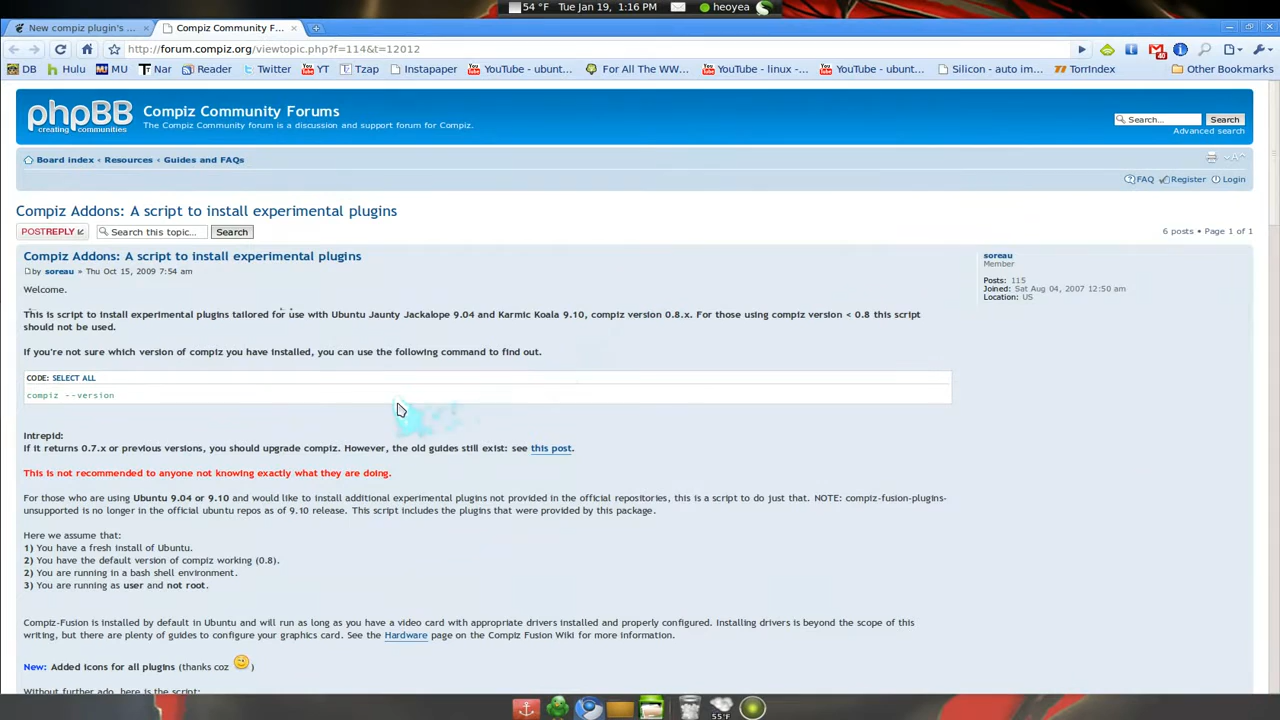 54 °F Tue Jan 19, 1:16 PM heoyea
New compiz plugin's ... × Compiz Community F... ×
http://forum.compiz.org/viewtopic.php?f=114&t=12012
DB Hulu MU Nar Reader Twitter YT Tzap Instapaper YouTube - ubunt... For All The WW... YouTube - linux -... YouTube - ubunt... Silicon - auto im... TorrIndex Other Bookmarks
phpBB creating communities
Compiz Community Forums
The Compiz Community forum is a discussion and support forum for Compiz.
Search... Search
Advanced search
Board index ‹ Resources ‹ Guides and FAQs
FAQ Register Login
Compiz Addons: A script to install experimental plugins
POSTREPLY Search this topic... Search 6 posts • Page 1 of 1
Compiz Addons: A script to install experimental plugins
by soreau » Thu Oct 15, 2009 7:54 am
soreau
Member
Posts: 115
Joined: Sat Aug 04, 2007 12:50 am
Location: US
Welcome.
This is script to install experimental plugins tailored for use with Ubuntu Jaunty Jackalope 9.04 and Karmic Koala 9.10, compiz version 0.8.x. For those using compiz version < 0.8 this script
should not be used.
If you're not sure which version of compiz you have installed, you can use the following command to find out.
CODE: SELECT ALL
compiz --version
Intrepid:
If it returns 0.7.x or previous versions, you should upgrade compiz. However, the old guides still exist: see this post.
This is not recommended to anyone not knowing exactly what they are doing.
For those who are using Ubuntu 9.04 or 9.10 and would like to install additional experimental plugins not provided in the official repositories, this is a script to do just that. NOTE: compiz-fusion-plugins-
unsupported is no longer in the official ubuntu repos as of 9.10 release. This script includes the plugins that were provided by this package.
Here we assume that:
1) You have a fresh install of Ubuntu.
2) You have the default version of compiz working (0.8).
2) You are running in a bash shell environment.
3) You are running as user and not root.
Compiz-Fusion is installed by default in Ubuntu and will run as long as you have a video card with appropriate drivers installed and properly configured. Installing drivers is beyond the scope of this
writing, but there are plenty of guides to configure your graphics card. See the Hardware page on the Compiz Fusion Wiki for more information.
New: Added icons for all plugins (thanks coz )
Without further ado, here is the script:
55°F